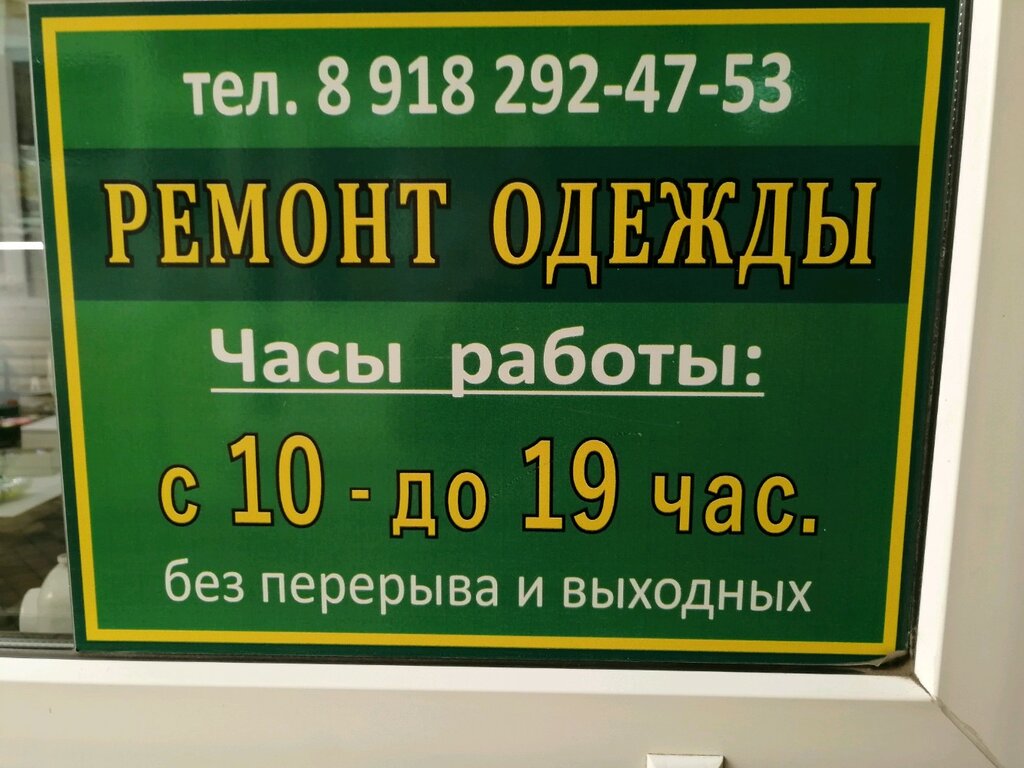 тел. 8 918 292-47-53
РЕМОНТ ОДЕЖДЫ
Часы работы:
с 10 - до 19 час.
без перерыва и выходных